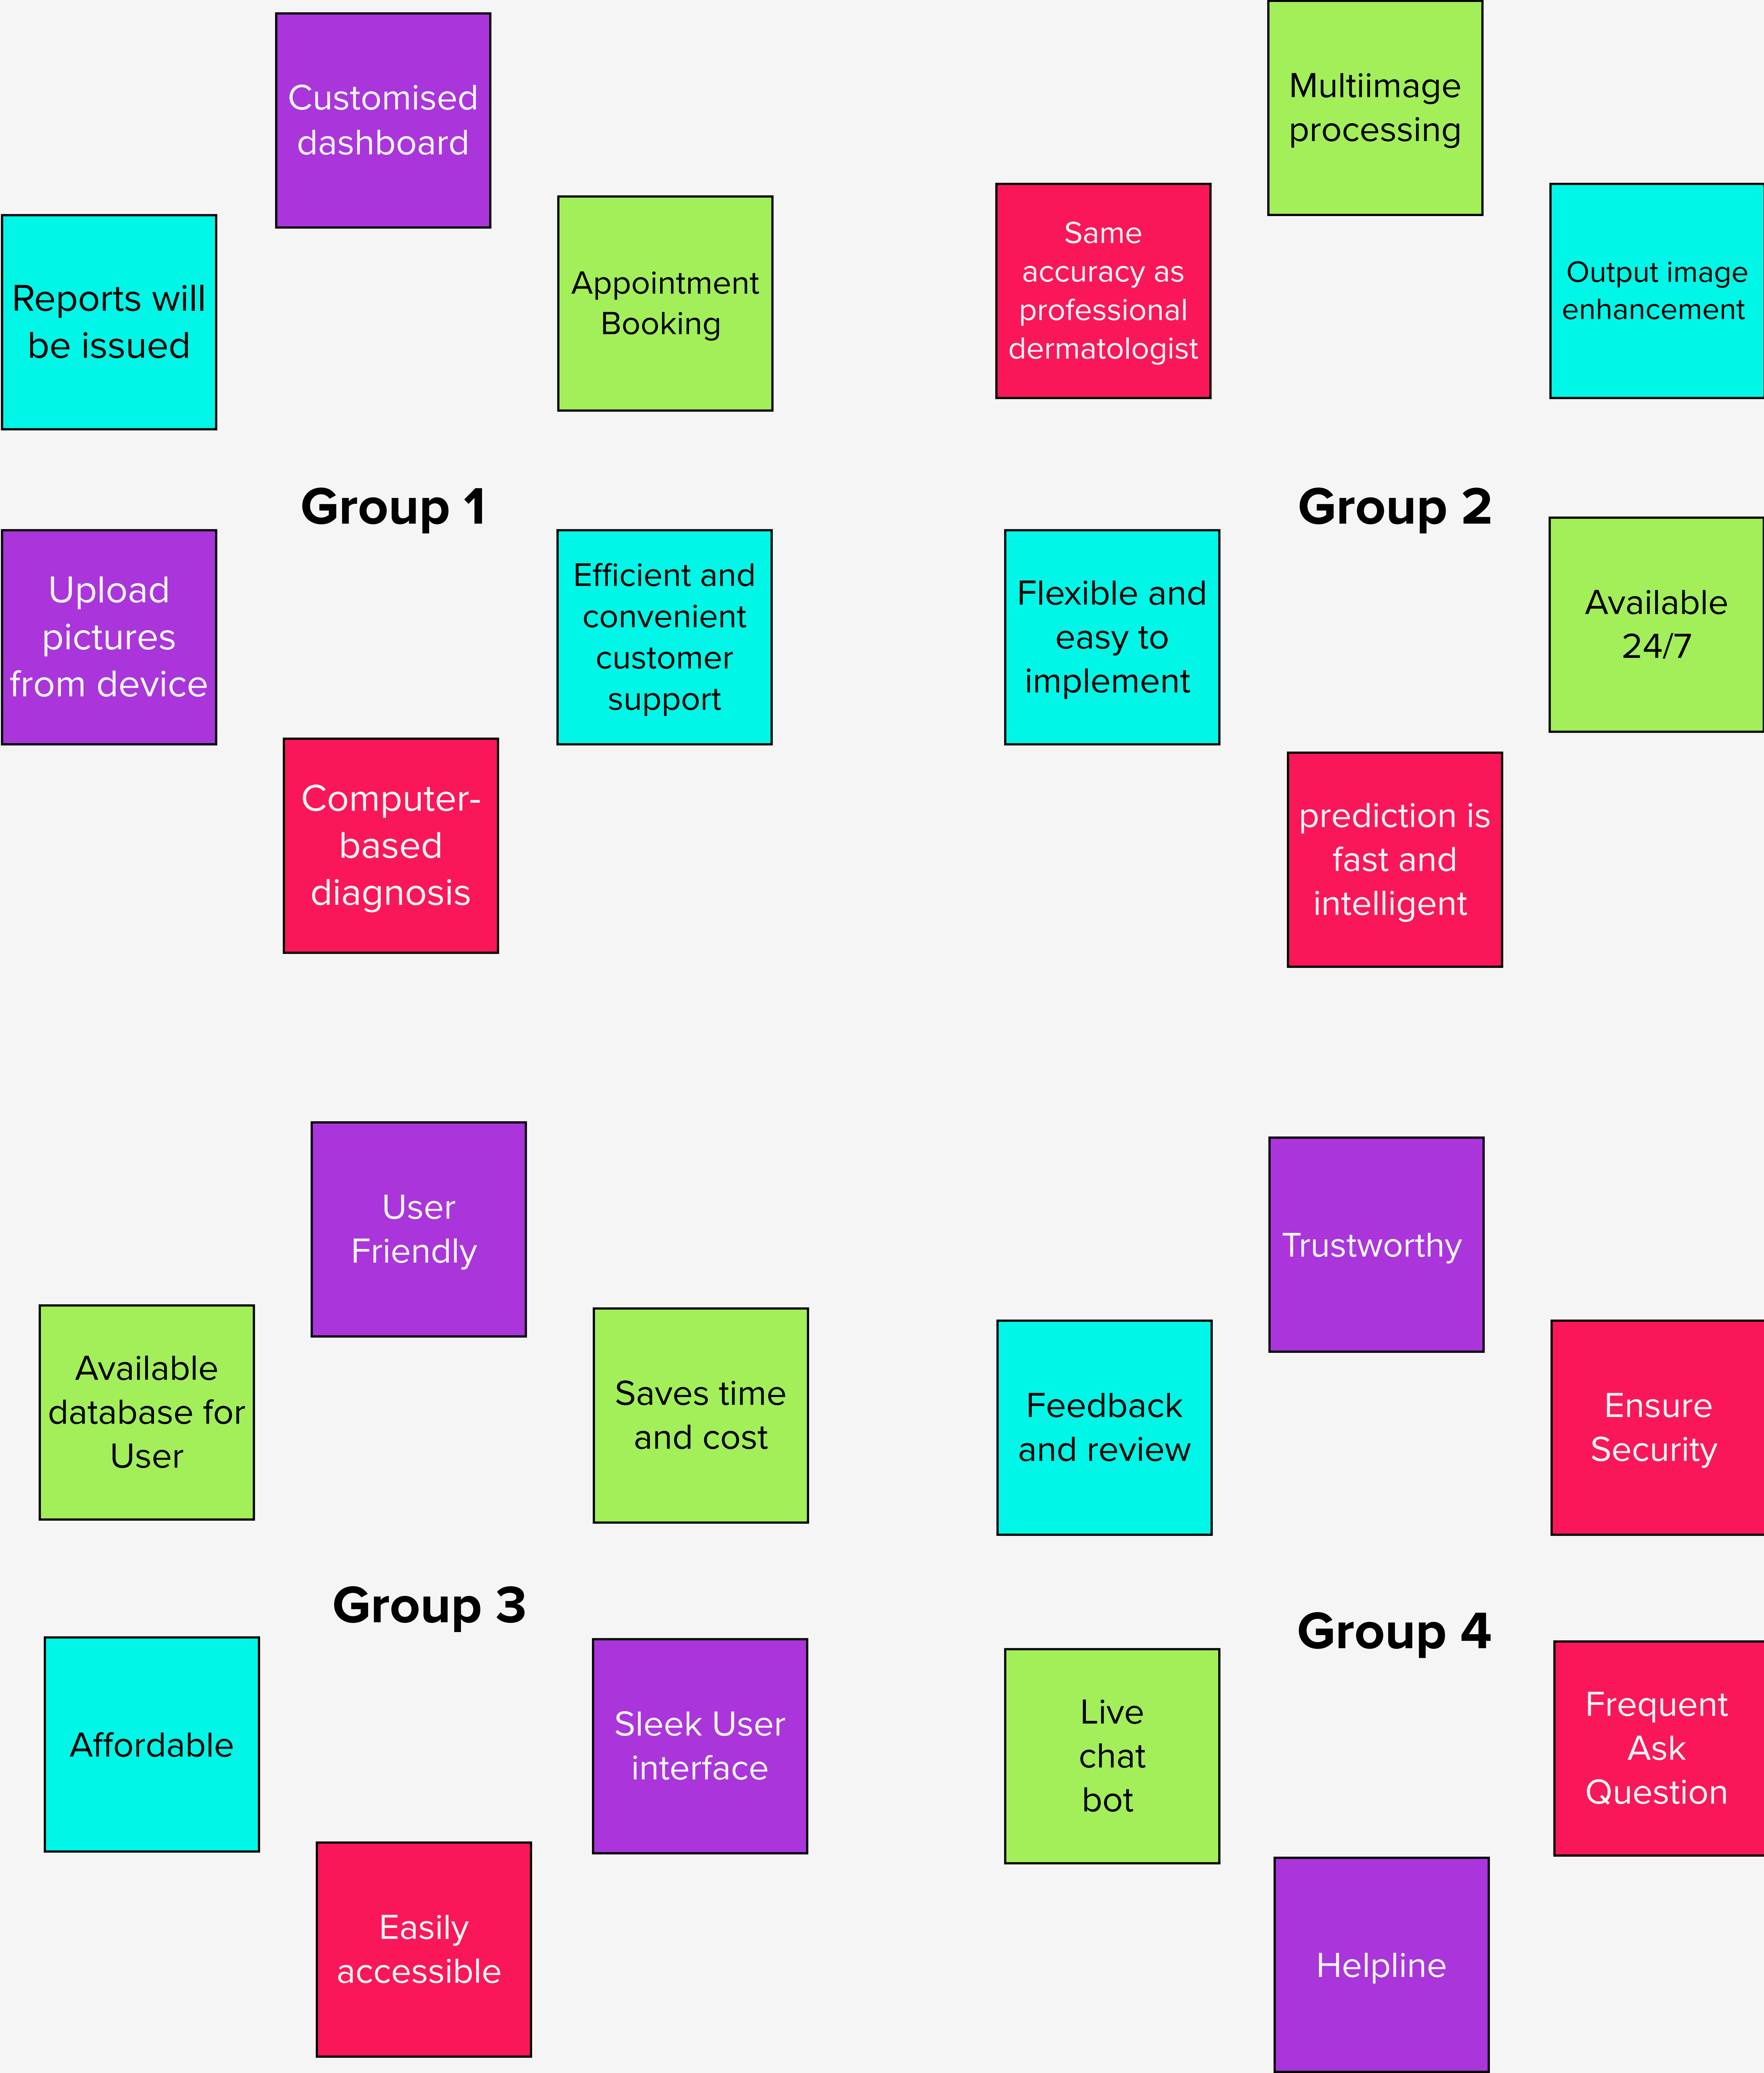 Customised
dashboard
Reports will
be issued
Appointment
Booking
Group 1
Upload
pictures
from device
Efficient and
convenient
customer
support
Computer-
based
diagnosis
Multiimage
processing
Same
accuracy as
professional
dermatologist
Output image
enhancement
Group 2
Flexible and
easy to
implement
Available
24/7
prediction is
fast and
intelligent
User
Friendly
Available
database for
User
Saves time
and cost
Group 3
Affordable
Sleek User
interface
Easily
accessible
Trustworthy
Feedback
and review
Ensure
Security
Group 4
Live
chat
bot
Frequent
Ask
Question
Helpline